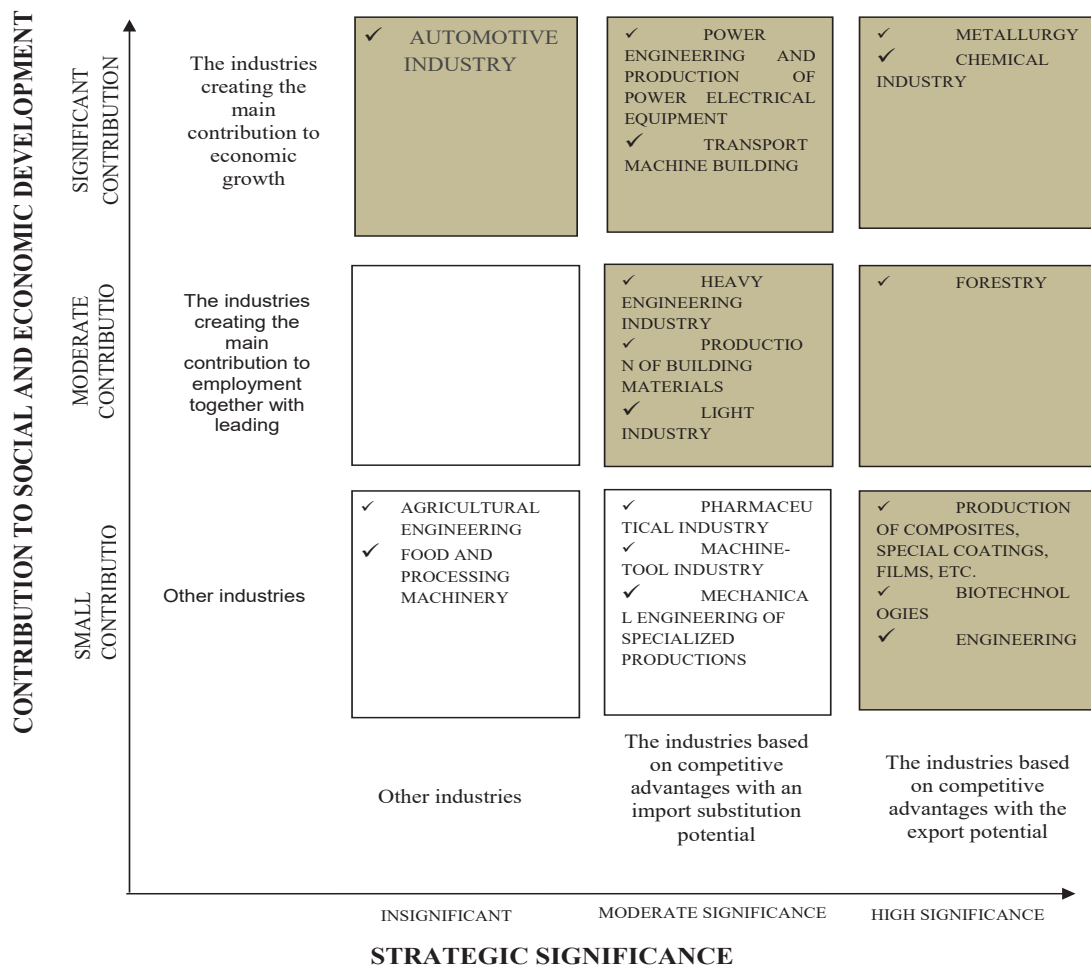 CONTRIBUTION TO SOCIAL AND ECONOMIC DEVELOPMENT
SIGNIFICANT
CONTRIBUTION
The industries
creating the
main
contribution to
economic
growth
✓ AUTOMOTIVE
INDUSTRY
✓ POWER
ENGINEERING AND
PRODUCTION OF
POWER ELECTRICAL
EQUIPMENT
✓ TRANSPORT
MACHINE BUILDING
✓ METALLURGY
✓ CHEMICAL
INDUSTRY
MODERATE
CONTRIBUTIO
The industries
creating the
main
contribution to
employment
together with
leading
✓ HEAVY
ENGINEERING
INDUSTRY
✓ PRODUCTIO
N OF BUILDING
MATERIALS
✓ LIGHT
INDUSTRY
✓ FORESTRY
SMALL
CONTRIBUTIO
Other industries
✓ AGRICULTURAL
ENGINEERING
✓ FOOD AND
PROCESSING
MACHINERY
✓ PHARMACEU
TICAL INDUSTRY
✓ MACHINE-
TOOL INDUSTRY
✓ MECHANICA
L ENGINEERING OF
SPECIALIZED
PRODUCTIONS
✓ PRODUCTION
OF COMPOSITES,
SPECIAL COATINGS,
FILMS, ETC.
✓ BIOTECHNOL
OGIES
✓ ENGINEERING
Other industries
The industries based
on competitive
advantages with an
import substitution
potential
The industries based
on competitive
advantages with the
export potential
INSIGNIFICANT
MODERATE SIGNIFICANCE
HIGH SIGNIFICANCE
STRATEGIC SIGNIFICANCE